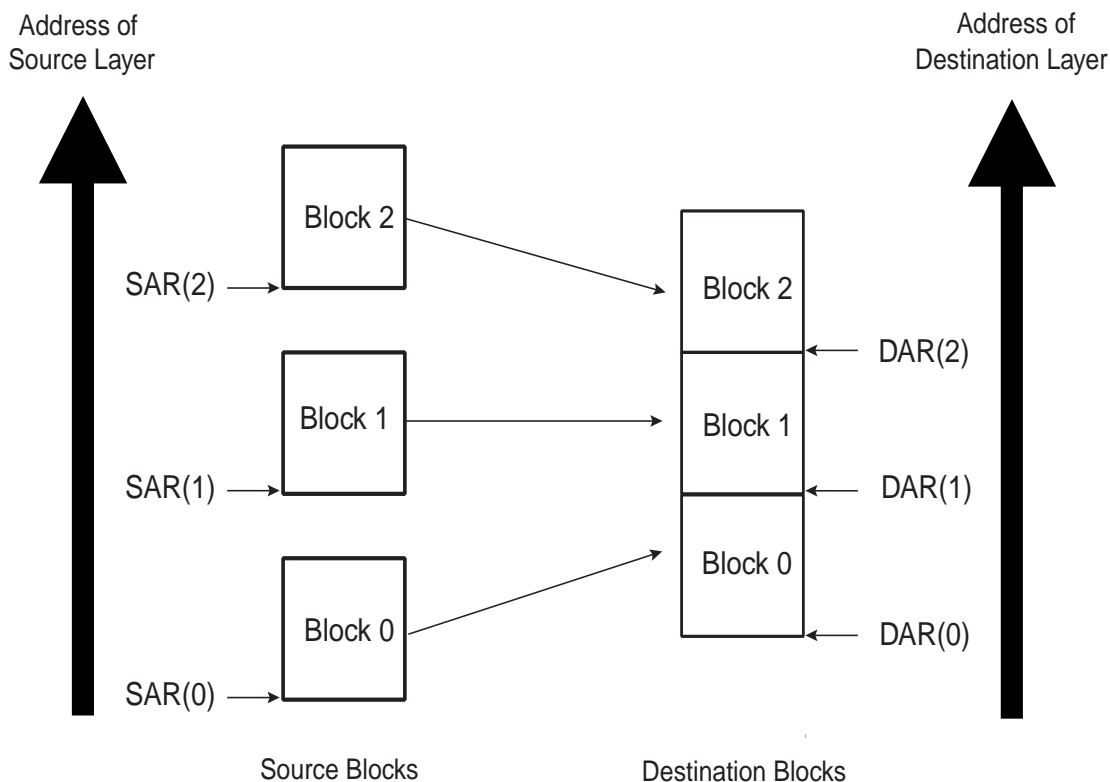 Address of
Source Layer
Address of
Destination Layer
Block 2
SAR(2)
Block 2
DAR(2)
Block 1
Block 1
SAR(1)
DAR(1)
Block 0
Block 0
DAR(0)
SAR(0)
Source Blocks
Destination Blocks